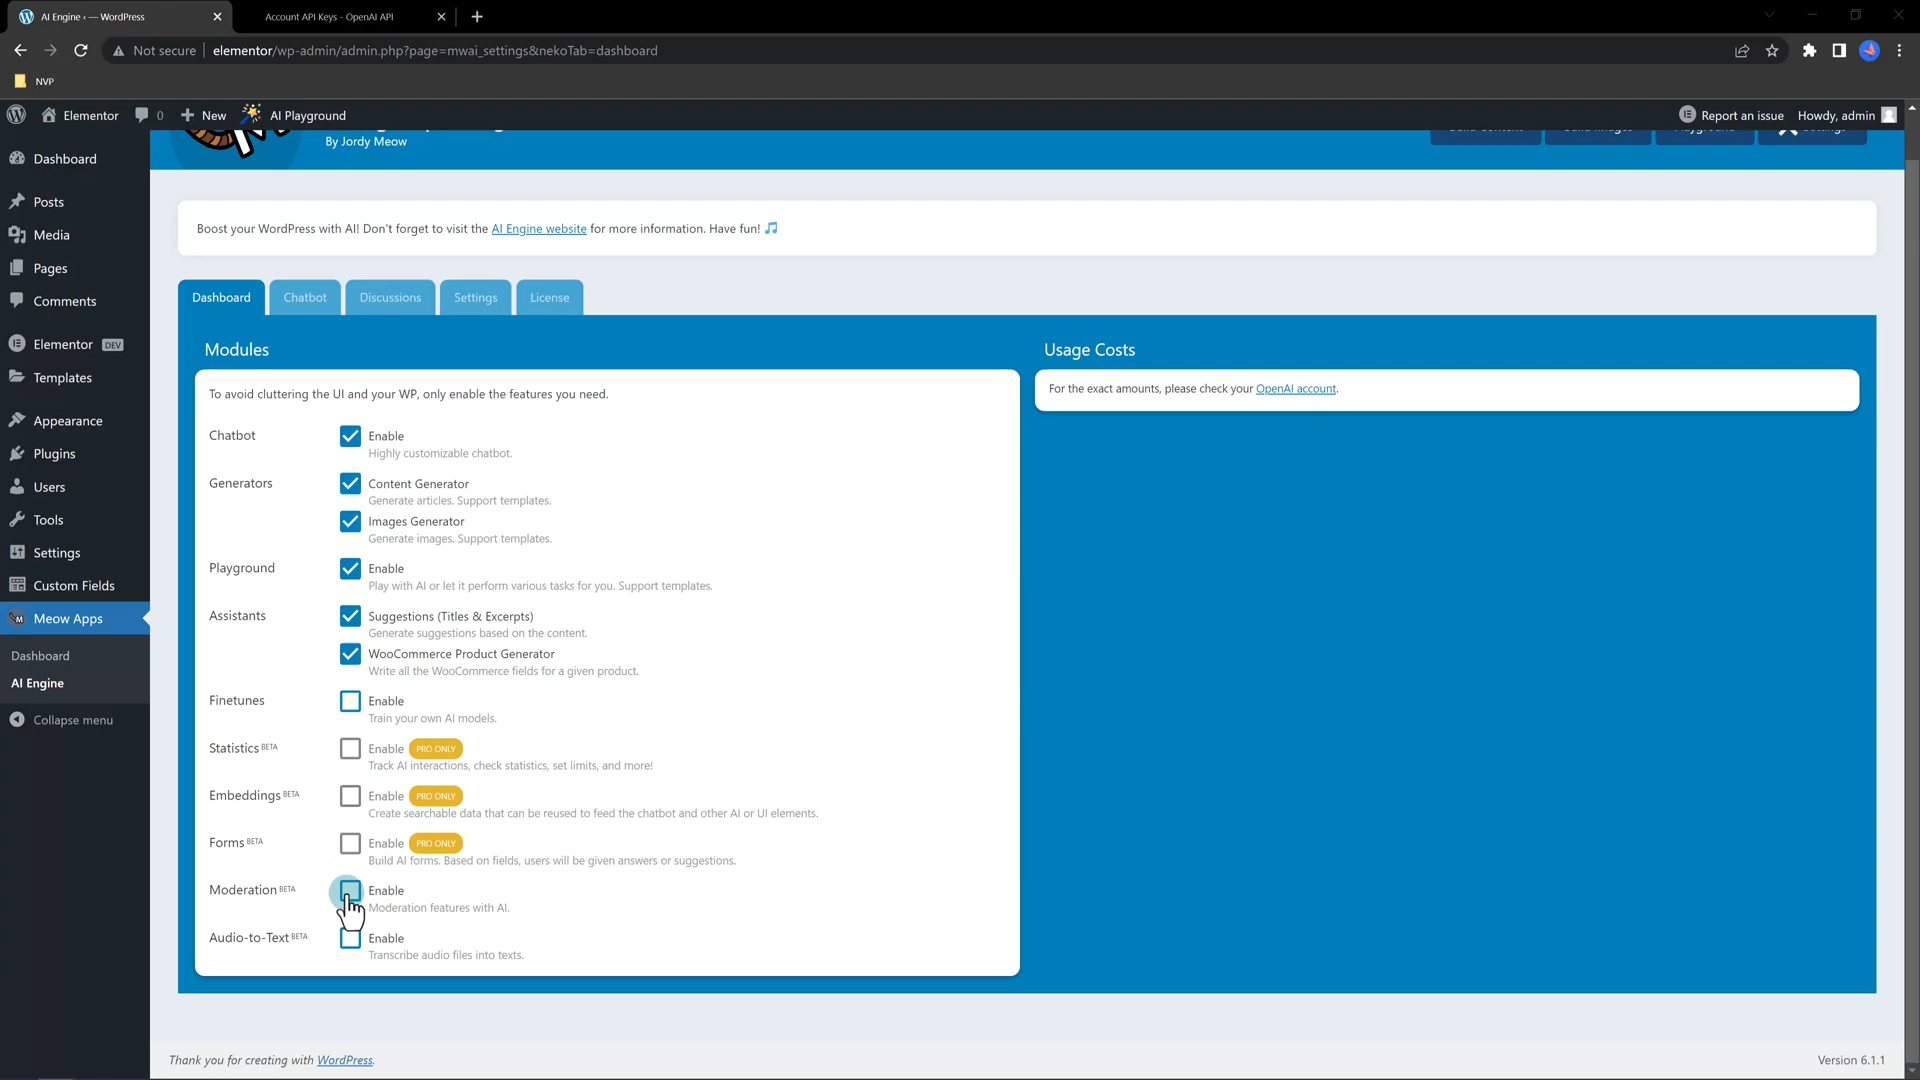 AI Engine ‹ — WordPress
Account API Keys - OpenAI API
Not secure
elementor/wp-admin/admin.php?page=mwai_settings&nekoTab=dashboard
NVP
Elementor
0
New
AI Playground
Report an issue
Howdy, admin
By Jordy Meow
Dashboard
Posts
Media
Pages
Comments
Elementor DEV
Templates
Appearance
Plugins
Users
Tools
Settings
Custom Fields
Meow Apps
Dashboard
AI Engine
Collapse menu
Boost your WordPress with AI! Don't forget to visit the AI Engine website for more information. Have fun! 🎵
Dashboard
Chatbot
Discussions
Settings
License
Modules
To avoid cluttering the UI and your WP, only enable the features you need.
Chatbot
Enable
Highly customizable chatbot.
Generators
Content Generator
Generate articles. Support templates.
Images Generator
Generate images. Support templates.
Playground
Enable
Play with AI or let it perform various tasks for you. Support templates.
Assistants
Suggestions (Titles & Excerpts)
Generate suggestions based on the content.
WooCommerce Product Generator
Write all the WooCommerce fields for a given product.
Finetunes
Enable
Train your own AI models.
Statistics BETA
Enable PRO ONLY
Track AI interactions, check statistics, set limits, and more!
Embeddings BETA
Enable PRO ONLY
Create searchable data that can be reused to feed the chatbot and other AI or UI elements.
Forms BETA
Enable PRO ONLY
Build AI forms. Based on fields, users will be given answers or suggestions.
Moderation BETA
Enable
Moderation features with AI.
Audio-to-Text BETA
Enable
Transcribe audio files into texts.
Usage Costs
For the exact amounts, please check your OpenAI account.
Thank you for creating with WordPress.
Version 6.1.1